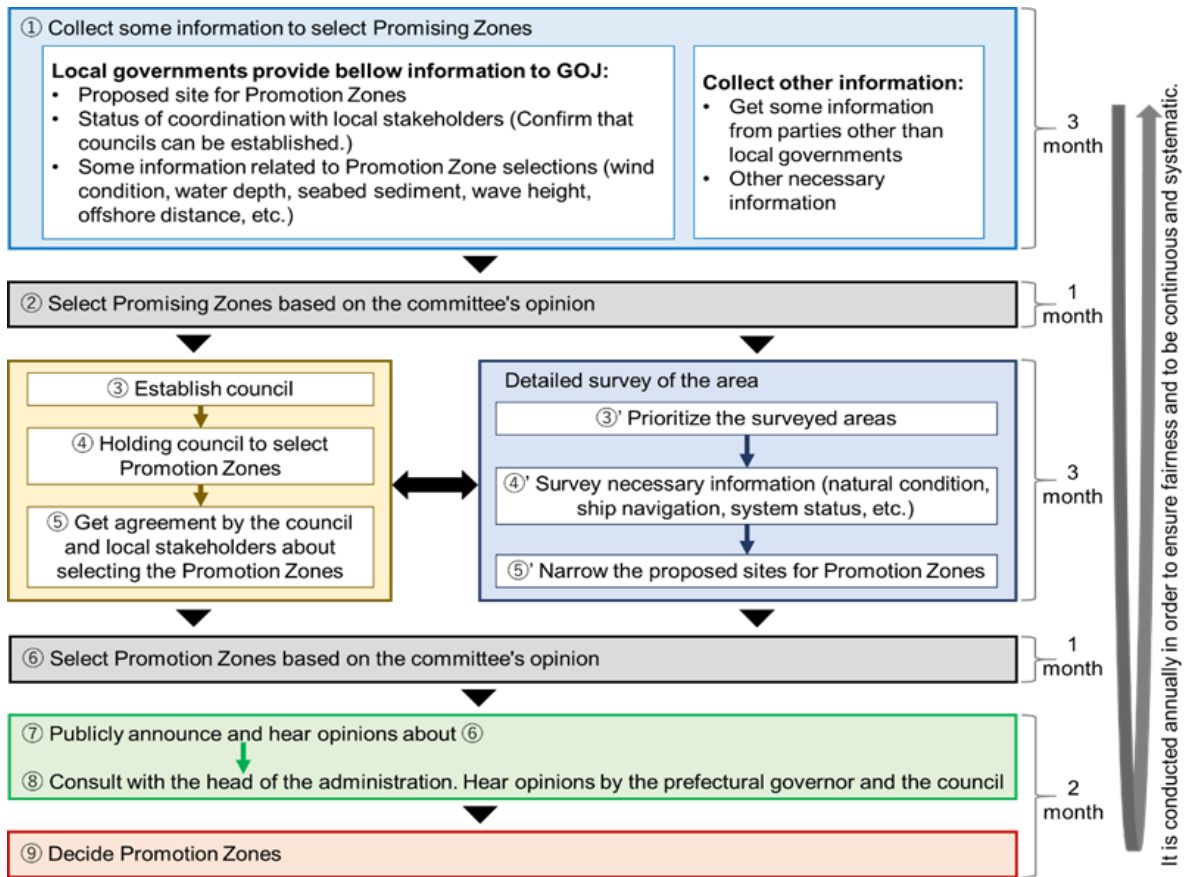 ① Collect some information to select Promising Zones
Local governments provide bellow information to GOJ:
• Proposed site for Promotion Zones
• Status of coordination with local stakeholders (Confirm that
councils can be established.)
• Some information related to Promotion Zone selections (wind
condition, water depth, seabed sediment, wave height,
offshore distance, etc.)
Collect other information:
• Get some information
from parties other than
local governments
• Other necessary
information
3
month
② Select Promising Zones based on the committee's opinion
1
month
③ Establish council
④ Holding council to select
Promotion Zones
⑤ Get agreement by the council
and local stakeholders about
selecting the Promotion Zones
Detailed survey of the area
③' Prioritize the surveyed areas
④' Survey necessary information (natural condition,
ship navigation, system status, etc.)
⑤' Narrow the proposed sites for Promotion Zones
3
month
⑥ Select Promotion Zones based on the committee's opinion
1
month
⑦ Publicly announce and hear opinions about ⑥
⑧ Consult with the head of the administration. Hear opinions by the prefectural governor and the council
2
month
⑨ Decide Promotion Zones
It is conducted annually in order to ensure fairness and to be continuous and systematic.